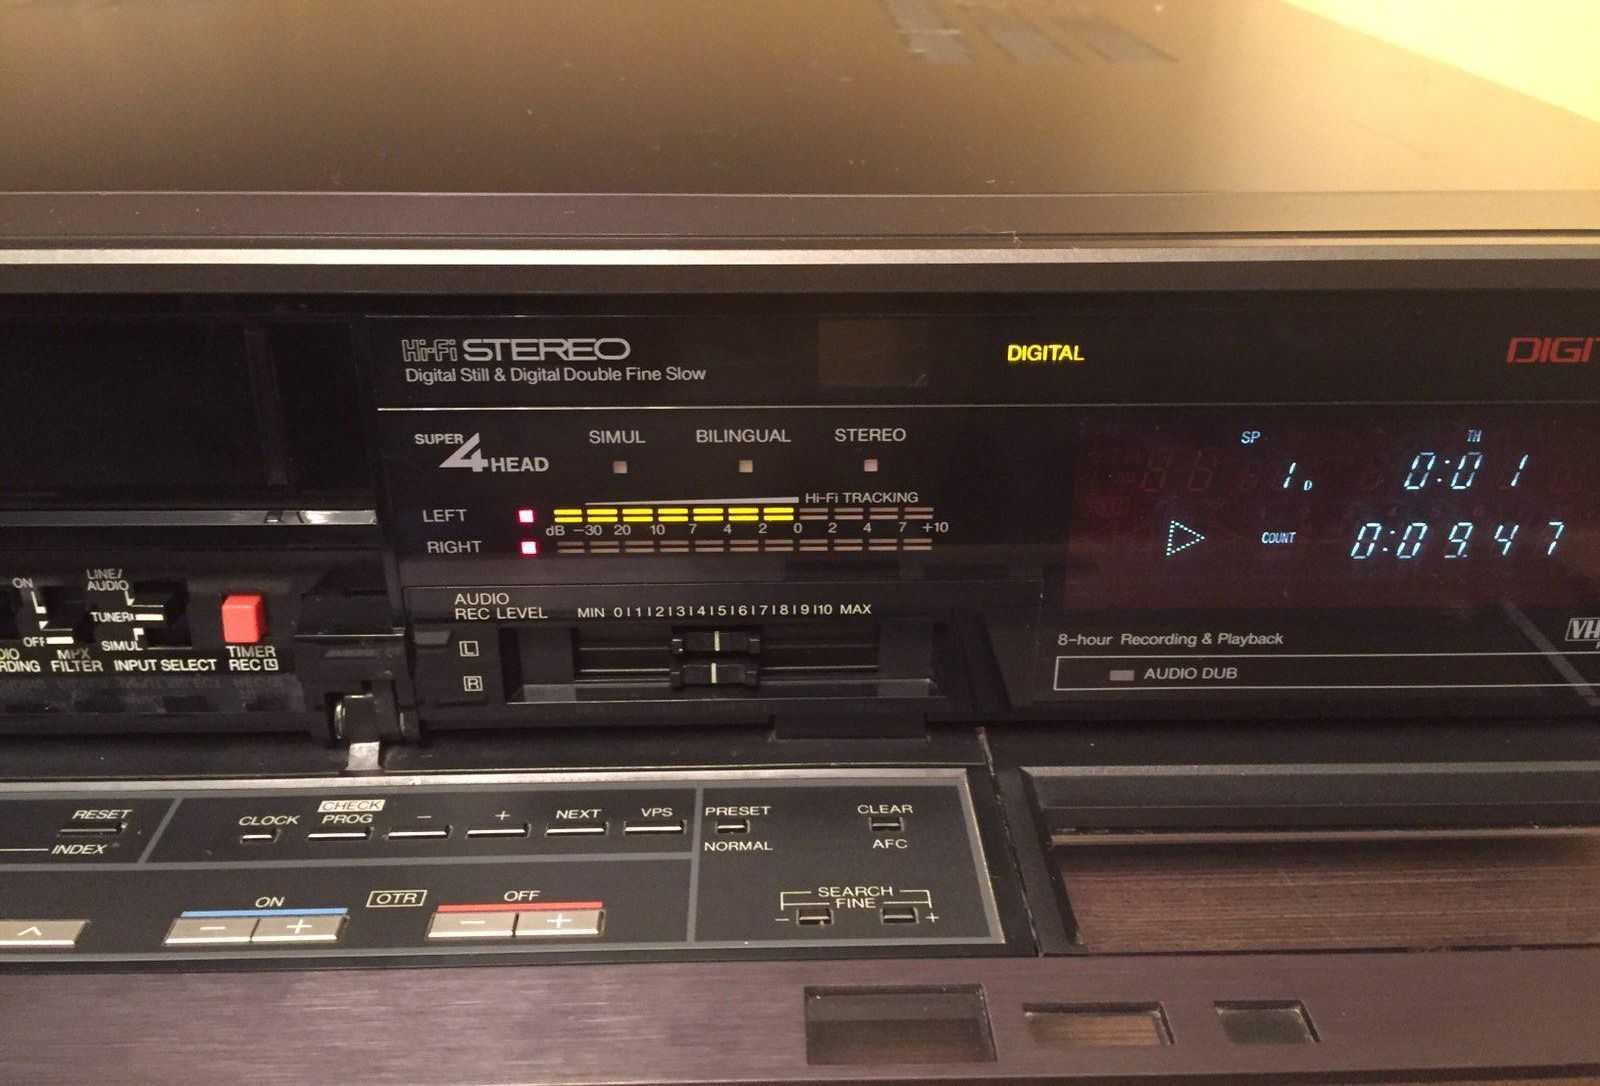 Hi-Fi STEREO
Digital Still & Digital Double Fine Slow
DIGITAL
SUPER 4 HEAD
SIMUL BILINGUAL STEREO
Hi-Fi TRACKING
LEFT
dB -30 20 10 7 4 2 0 2 4 7 +10
RIGHT
SP TH
1. 0:01
COUNT 0:09 47
AUDIO
REC LEVEL MIN 0 1 2 3 4 5 6 7 8 9 10 MAX
L
R
8-hour Recording & Playback
AUDIO DUB
ON
OFF
MPX
FILTER
LINE/
AUDIO
TUNER
SIMUL
INPUT SELECT
TIMER
REC
RESET
INDEX
CLOCK
CHECK
PROG
- + NEXT VPS
PRESET
NORMAL
CLEAR
AFC
ON OTR OFF
- + - +
SEARCH
FINE
- +